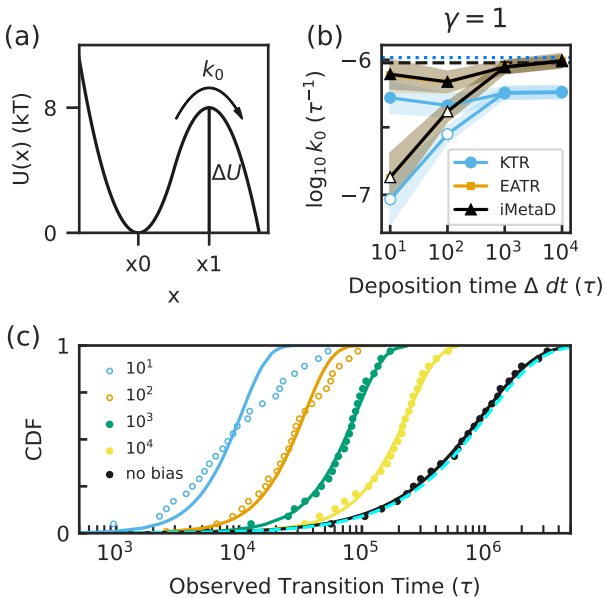 γ = 1
(a)
U(x) (kT)
8
0
k₀
ΔU
x0
x1
x
(b)
log₁₀ k₀ (τ⁻¹)
−6
−7
KTR
EATR
iMetaD
10¹
10²
10³
10⁴
Deposition time Δ dt (τ)
(c)
CDF
1
0
10¹
10²
10³
10⁴
no bias
10³
10⁴
10⁵
10⁶
Observed Transition Time (τ)